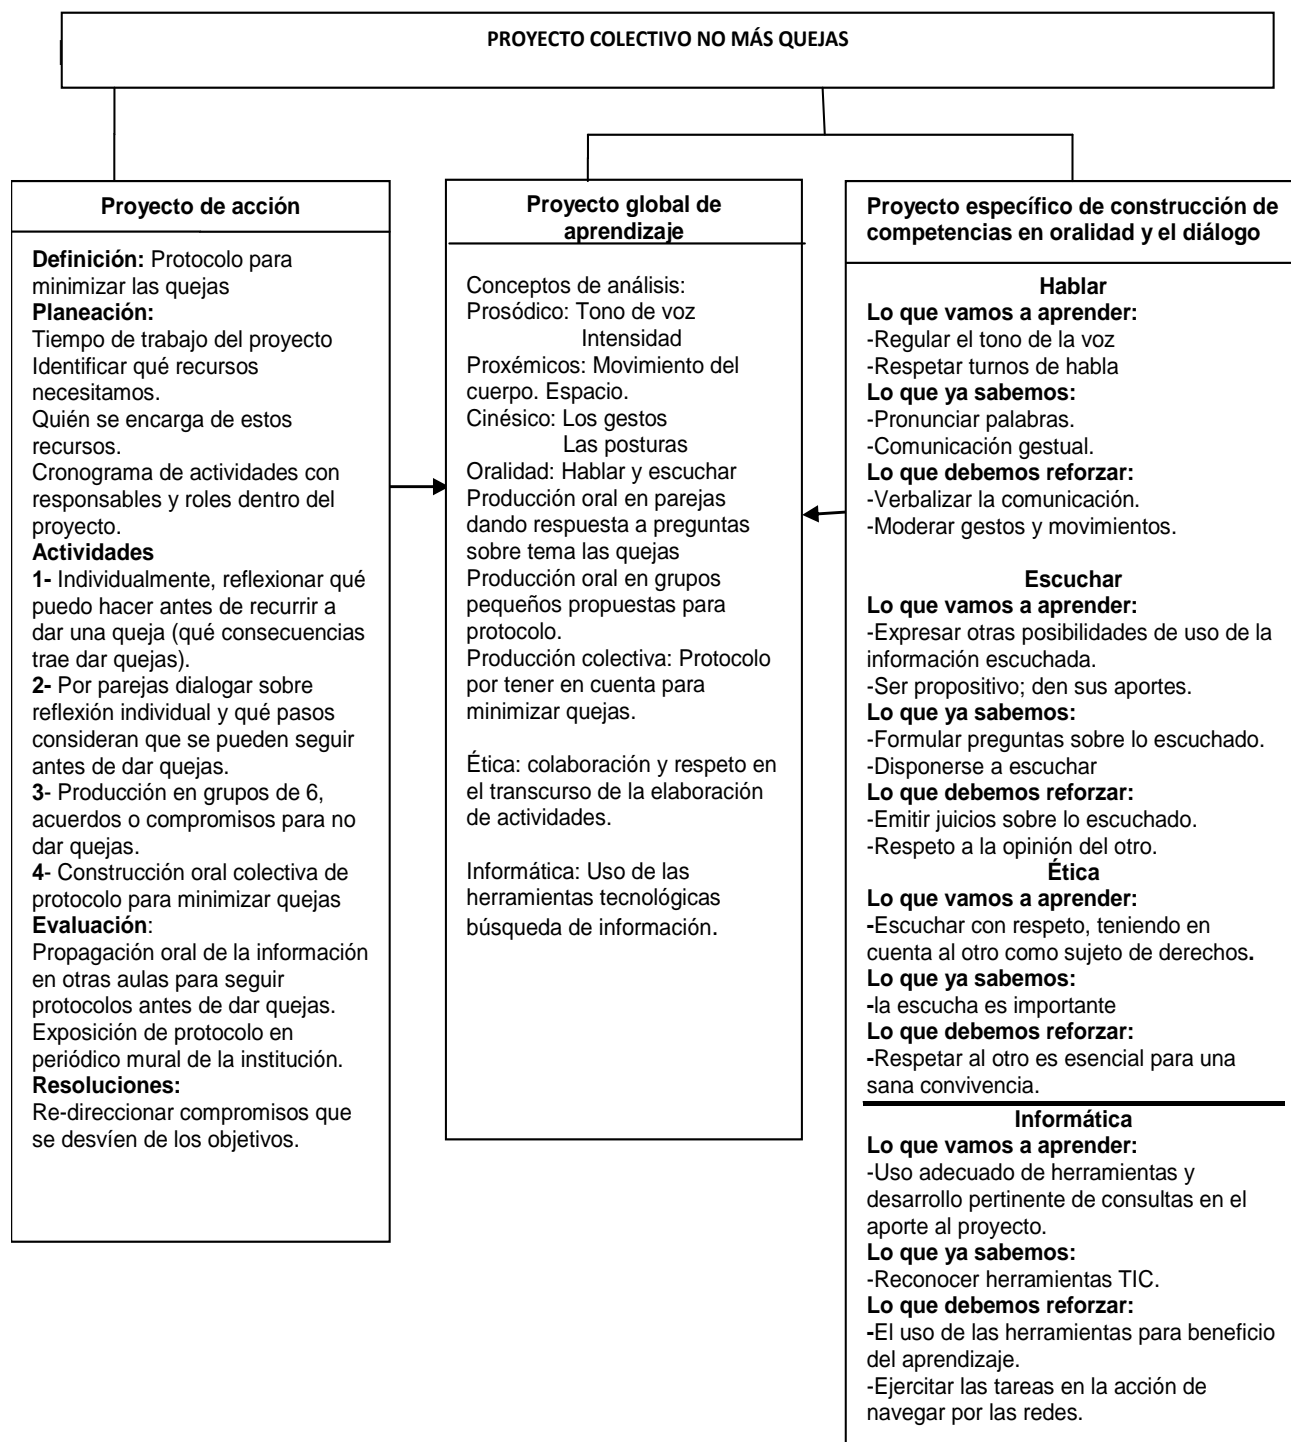 PROYECTO COLECTIVO NO MÁS QUEJAS
Proyecto de acción
Definición: Protocolo para
minimizar las quejas
Planeación:
Tiempo de trabajo del proyecto
Identificar qué recursos
necesitamos.
Quién se encarga de estos
recursos.
Cronograma de actividades con
responsables y roles dentro del
proyecto.
Actividades
1- Individualmente, reflexionar qué
puedo hacer antes de recurrir a
dar una queja (qué consecuencias
trae dar quejas).
2- Por parejas dialogar sobre
reflexión individual y qué pasos
consideran que se pueden seguir
antes de dar quejas.
3- Producción en grupos de 6,
acuerdos o compromisos para no
dar quejas.
4- Construcción oral colectiva de
protocolo para minimizar quejas
Evaluación:
Propagación oral de la información
en otras aulas para seguir
protocolos antes de dar quejas.
Exposición de protocolo en
periódico mural de la institución.
Resoluciones:
Re-direccionar compromisos que
se desvíen de los objetivos.
Proyecto global de
aprendizaje
Conceptos de análisis:
Prosódico: Tono de voz
Intensidad
Proxémicos: Movimiento del
cuerpo. Espacio.
Cinésico: Los gestos
Las posturas
Oralidad: Hablar y escuchar
Producción oral en parejas
dando respuesta a preguntas
sobre tema las quejas
Producción oral en grupos
pequeños propuestas para
protocolo.
Producción colectiva: Protocolo
por tener en cuenta para
minimizar quejas.
Ética: colaboración y respeto en
el transcurso de la elaboración
de actividades.
Informática: Uso de las
herramientas tecnológicas
búsqueda de información.
Proyecto específico de construcción de
competencias en oralidad y el diálogo
Hablar
Lo que vamos a aprender:
-Regular el tono de la voz
-Respetar turnos de habla
Lo que ya sabemos:
-Pronunciar palabras.
-Comunicación gestual.
Lo que debemos reforzar:
-Verbalizar la comunicación.
-Moderar gestos y movimientos.
Escuchar
Lo que vamos a aprender:
-Expresar otras posibilidades de uso de la
información escuchada.
-Ser propositivo; den sus aportes.
Lo que ya sabemos:
-Formular preguntas sobre lo escuchado.
-Disponerse a escuchar
Lo que debemos reforzar:
-Emitir juicios sobre lo escuchado.
-Respeto a la opinión del otro.
Ética
Lo que vamos a aprender:
-Escuchar con respeto, teniendo en
cuenta al otro como sujeto de derechos.
Lo que ya sabemos:
-la escucha es importante
Lo que debemos reforzar:
-Respetar al otro es esencial para una
sana convivencia.
Informática
Lo que vamos a aprender:
-Uso adecuado de herramientas y
desarrollo pertinente de consultas en el
aporte al proyecto.
Lo que ya sabemos:
-Reconocer herramientas TIC.
Lo que debemos reforzar:
-El uso de las herramientas para beneficio
del aprendizaje.
-Ejercitar las tareas en la acción de
navegar por las redes.